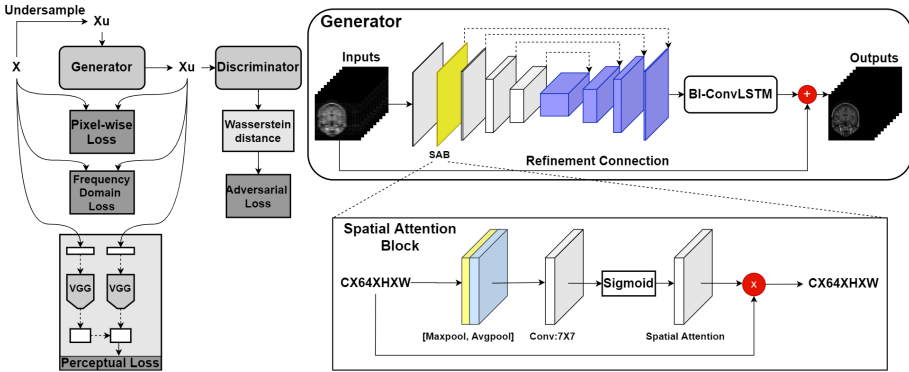 Undersample
Xu
X
Generator
Xu
Discriminator
Pixel-wise
Loss
Wasserstein
distance
Frequency
Domain
Loss
Adversarial
Loss
VGG
VGG
Perceptual Loss
Generator
Inputs
Outputs
BI-ConvLSTM
+
SAB
Refinement Connection
Spatial Attention
Block
CX64XHXW
Sigmoid
x
CX64XHXW
[Maxpool, Avgpool]
Conv:7X7
Spatial Attention